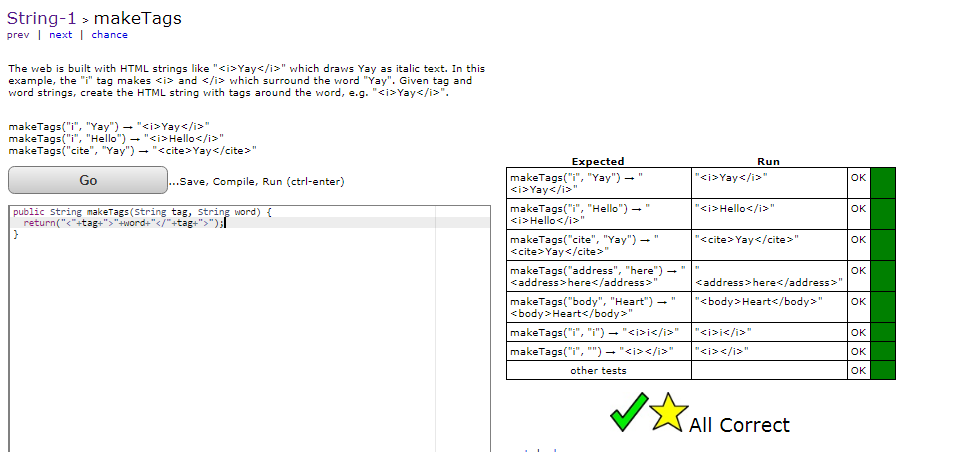 String-1 > makeTags
prev | next | chance
The web is built with HTML strings like "<i>Yay</i>" which draws Yay as italic text. In this
example, the "i" tag makes <i> and </i> which surround the word "Yay". Given tag and
word strings, create the HTML string with tags around the word, e.g. "<i>Yay</i>".
makeTags("i", "Yay") → "<i>Yay</i>"
makeTags("i", "Hello") → "<i>Hello</i>"
makeTags("cite", "Yay") → "<cite>Yay</cite>"
Go
...Save, Compile, Run (ctrl-enter)
public String makeTags(String tag, String word) {
return("<"+tag+">"+word+"</"+tag+">");
}
Expected Run
makeTags("i", "Yay") → " "<i>Yay</i>" OK
<i>Yay</i>"
makeTags("i", "Hello") → " "<i>Hello</i>" OK
<i>Hello</i>"
makeTags("cite", "Yay") → " "<cite>Yay</cite>" OK
<cite>Yay</cite>"
makeTags("address", "here") → " " OK
<address>here</address>" <address>here</address>"
makeTags("body", "Heart") → " "<body>Heart</body>" OK
<body>Heart</body>"
makeTags("i", "i") → "<i>i</i>" "<i>i</i>" OK
makeTags("i", "") → "<i></i>" "<i></i>" OK
other tests OK
All Correct